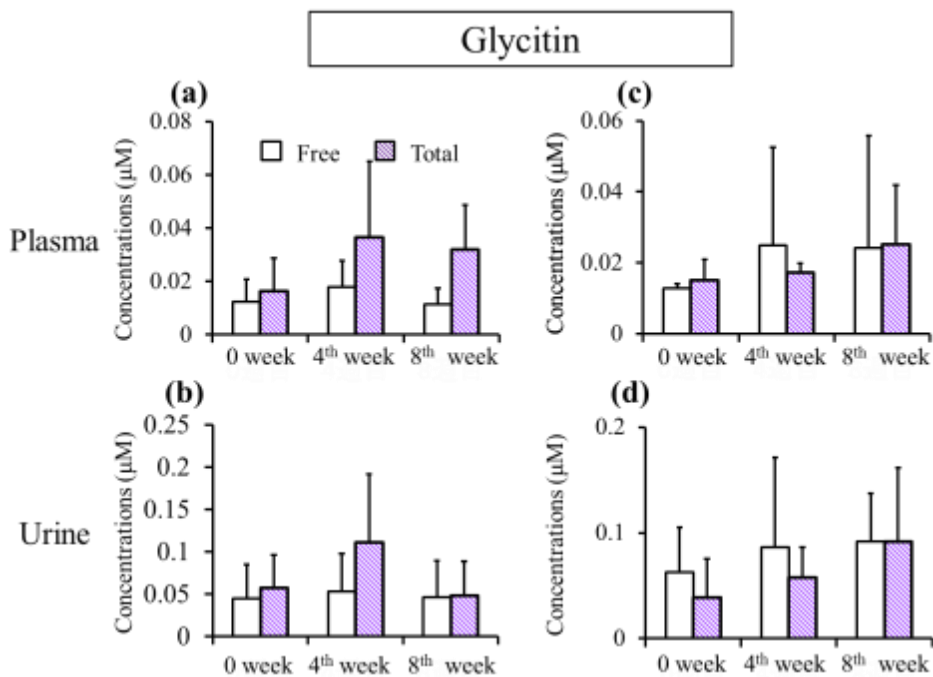 Glycitin
(a)
Concentrations (μM)
0.08
0.06
0.04
0.02
0
Free
Total
0 week
4th week
8th week
(c)
Concentrations (μM)
0.06
0.04
0.02
0
0 week
4th week
8th week
Plasma
(b)
Concentrations (μM)
0.25
0.2
0.15
0.1
0.05
0
0 week
4th week
8th week
(d)
Concentrations (μM)
0.2
0.1
0
0 week
4th week
8th week
Urine